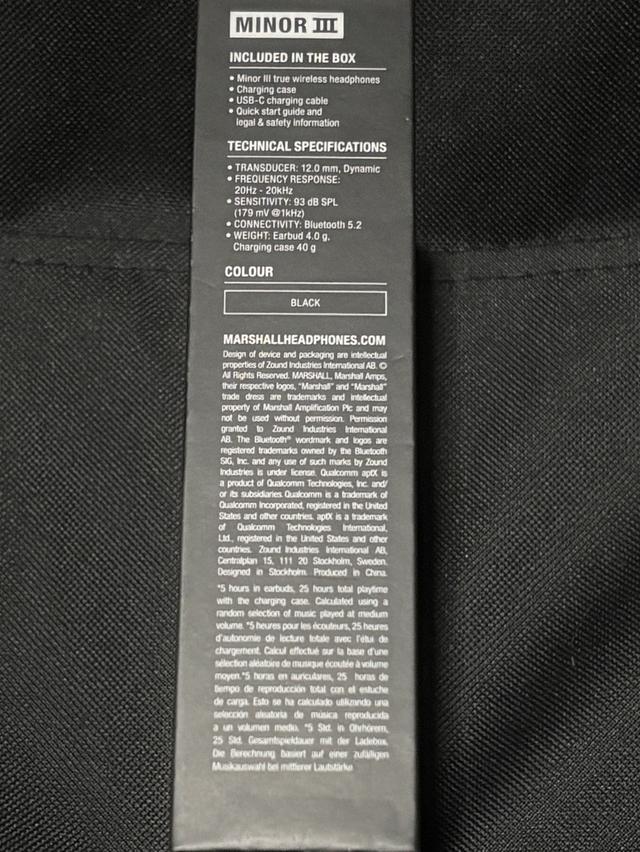 MINOR III
INCLUDED IN THE BOX
• Minor III true wireless headphones
• Charging case
• USB-C charging cable
• Quick start guide and
legal & safety information
TECHNICAL SPECIFICATIONS
• TRANSDUCER: 12.0 mm, Dynamic
• FREQUENCY RESPONSE:
20Hz - 20kHz
• SENSITIVITY: 93 dB SPL
(179 mV @1kHz)
• CONNECTIVITY: Bluetooth 5.2
• WEIGHT: Earbud 4.0 g,
Charging case 40 g
COLOUR
BLACK
MARSHALLHEADPHONES.COM
Design of device and packaging are intellectual
properties of Zound Industries International AB. ©
All Rights Reserved. MARSHALL, Marshall Amps,
their respective logos, "Marshall" and "Marshall"
trade dress are trademarks and intellectual
property of Marshall Amplification Plc and may
not be used without permission. Permission
granted to Zound Industries International
AB. The Bluetooth® wordmark and logos are
registered trademarks owned by the Bluetooth
SIG, Inc. and any use of such marks by Zound
Industries is under license. Qualcomm aptX is
a product of Qualcomm Technologies, Inc. and/
or its subsidiaries. Qualcomm is a trademark of
Qualcomm Incorporated, registered in the United
States and other countries. aptX is a trademark
of Qualcomm Technologies International,
Ltd., registered in the United States and other
countries. Zound Industries International AB,
Centralplan 15, 111 20 Stockholm, Sweden.
Designed in Stockholm. Produced in China.
*5 hours in earbuds, 25 hours total playtime
with the charging case. Calculated using a
random selection of music played at medium
volume. *5 heures pour les écouteurs, 25 heures
d'autonomie de lecture totale avec l'étui de
chargement. Calcul effectué sur la base d'une
sélection aléatoire de musique écoutée à volume
moyen.*5 horas en auriculares, 25 horas de
tiempo de reproducción total con el estuche
de carga. Esto se ha calculado utilizando una
selección aleatoria de música reproducida
a un volumen medio. *5 Std. in Ohrhörern,
25 Std. Gesamtspieldauer mit der Ladebox.
Die Berechnung basiert auf einer zufälligen
Musikauswahl bei mittlerer Lautstärke